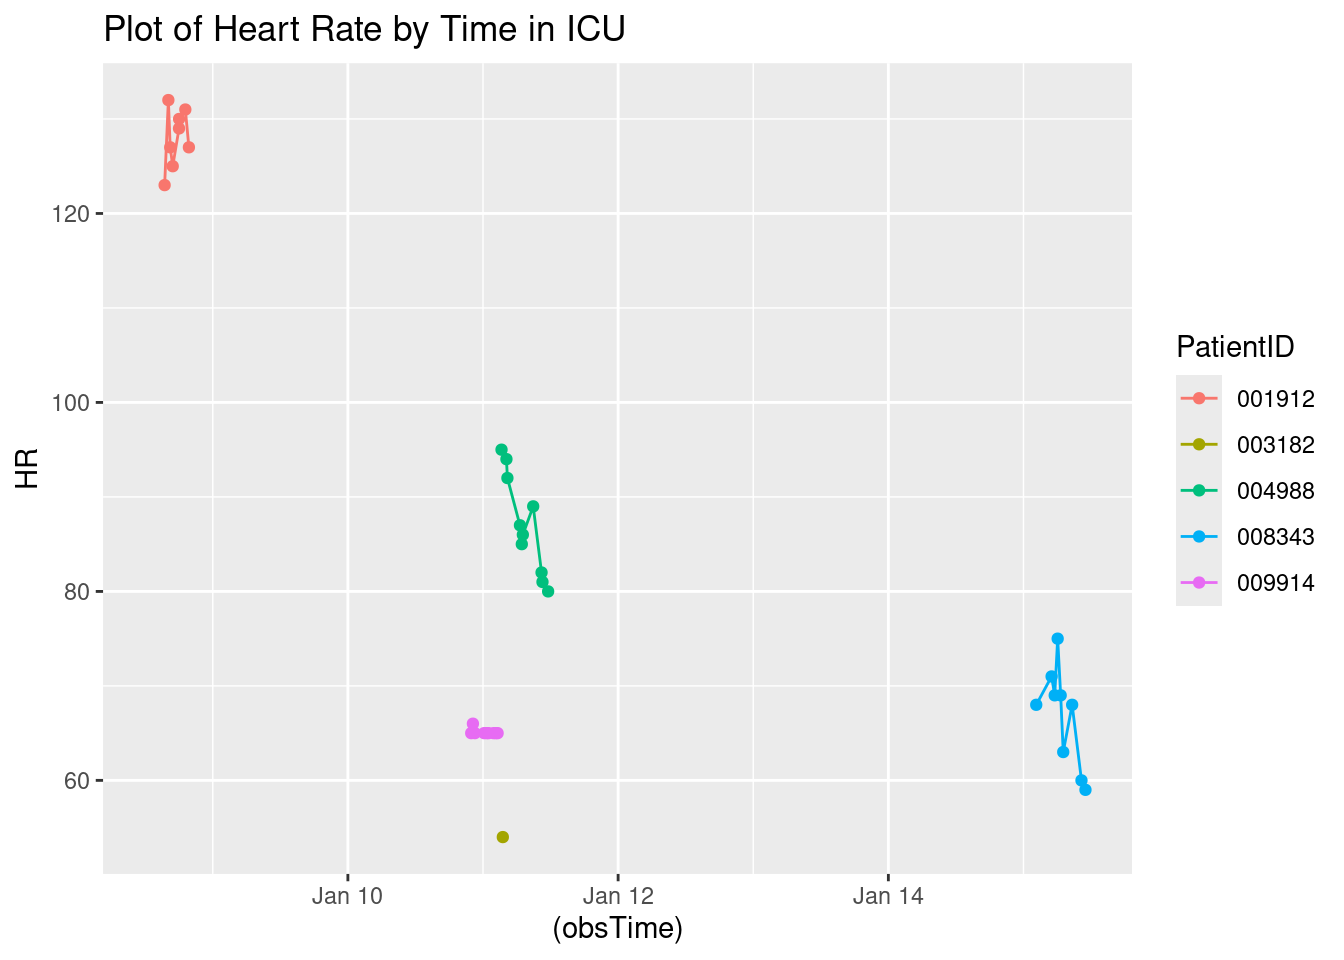 Plot of Heart Rate by Time in ICU
120
100
80
60
HR
Jan 10
Jan 12
Jan 14
(obsTime)
PatientID
001912
003182
004988
008343
009914